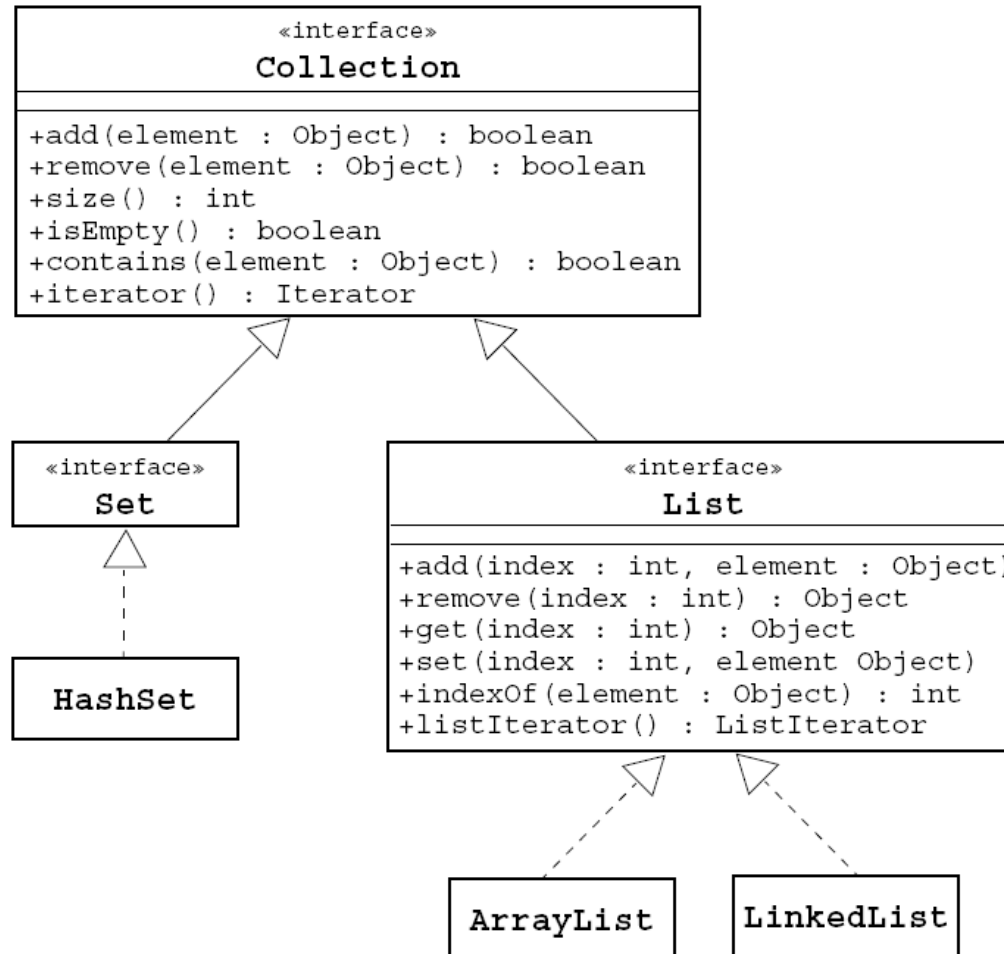 «interface»
Collection
+add(element : Object) : boolean
+remove(element : Object) : boolean
+size() : int
+isEmpty() : boolean
+contains(element : Object) : boolean
+iterator() : Iterator
«interface»
Set
HashSet
«interface»
List
+add(index : int, element : Object)
+remove(index : int) : Object
+get(index : int) : Object
+set(index : int, element Object)
+indexOf(element : Object) : int
+listIterator() : ListIterator
ArrayList
LinkedList